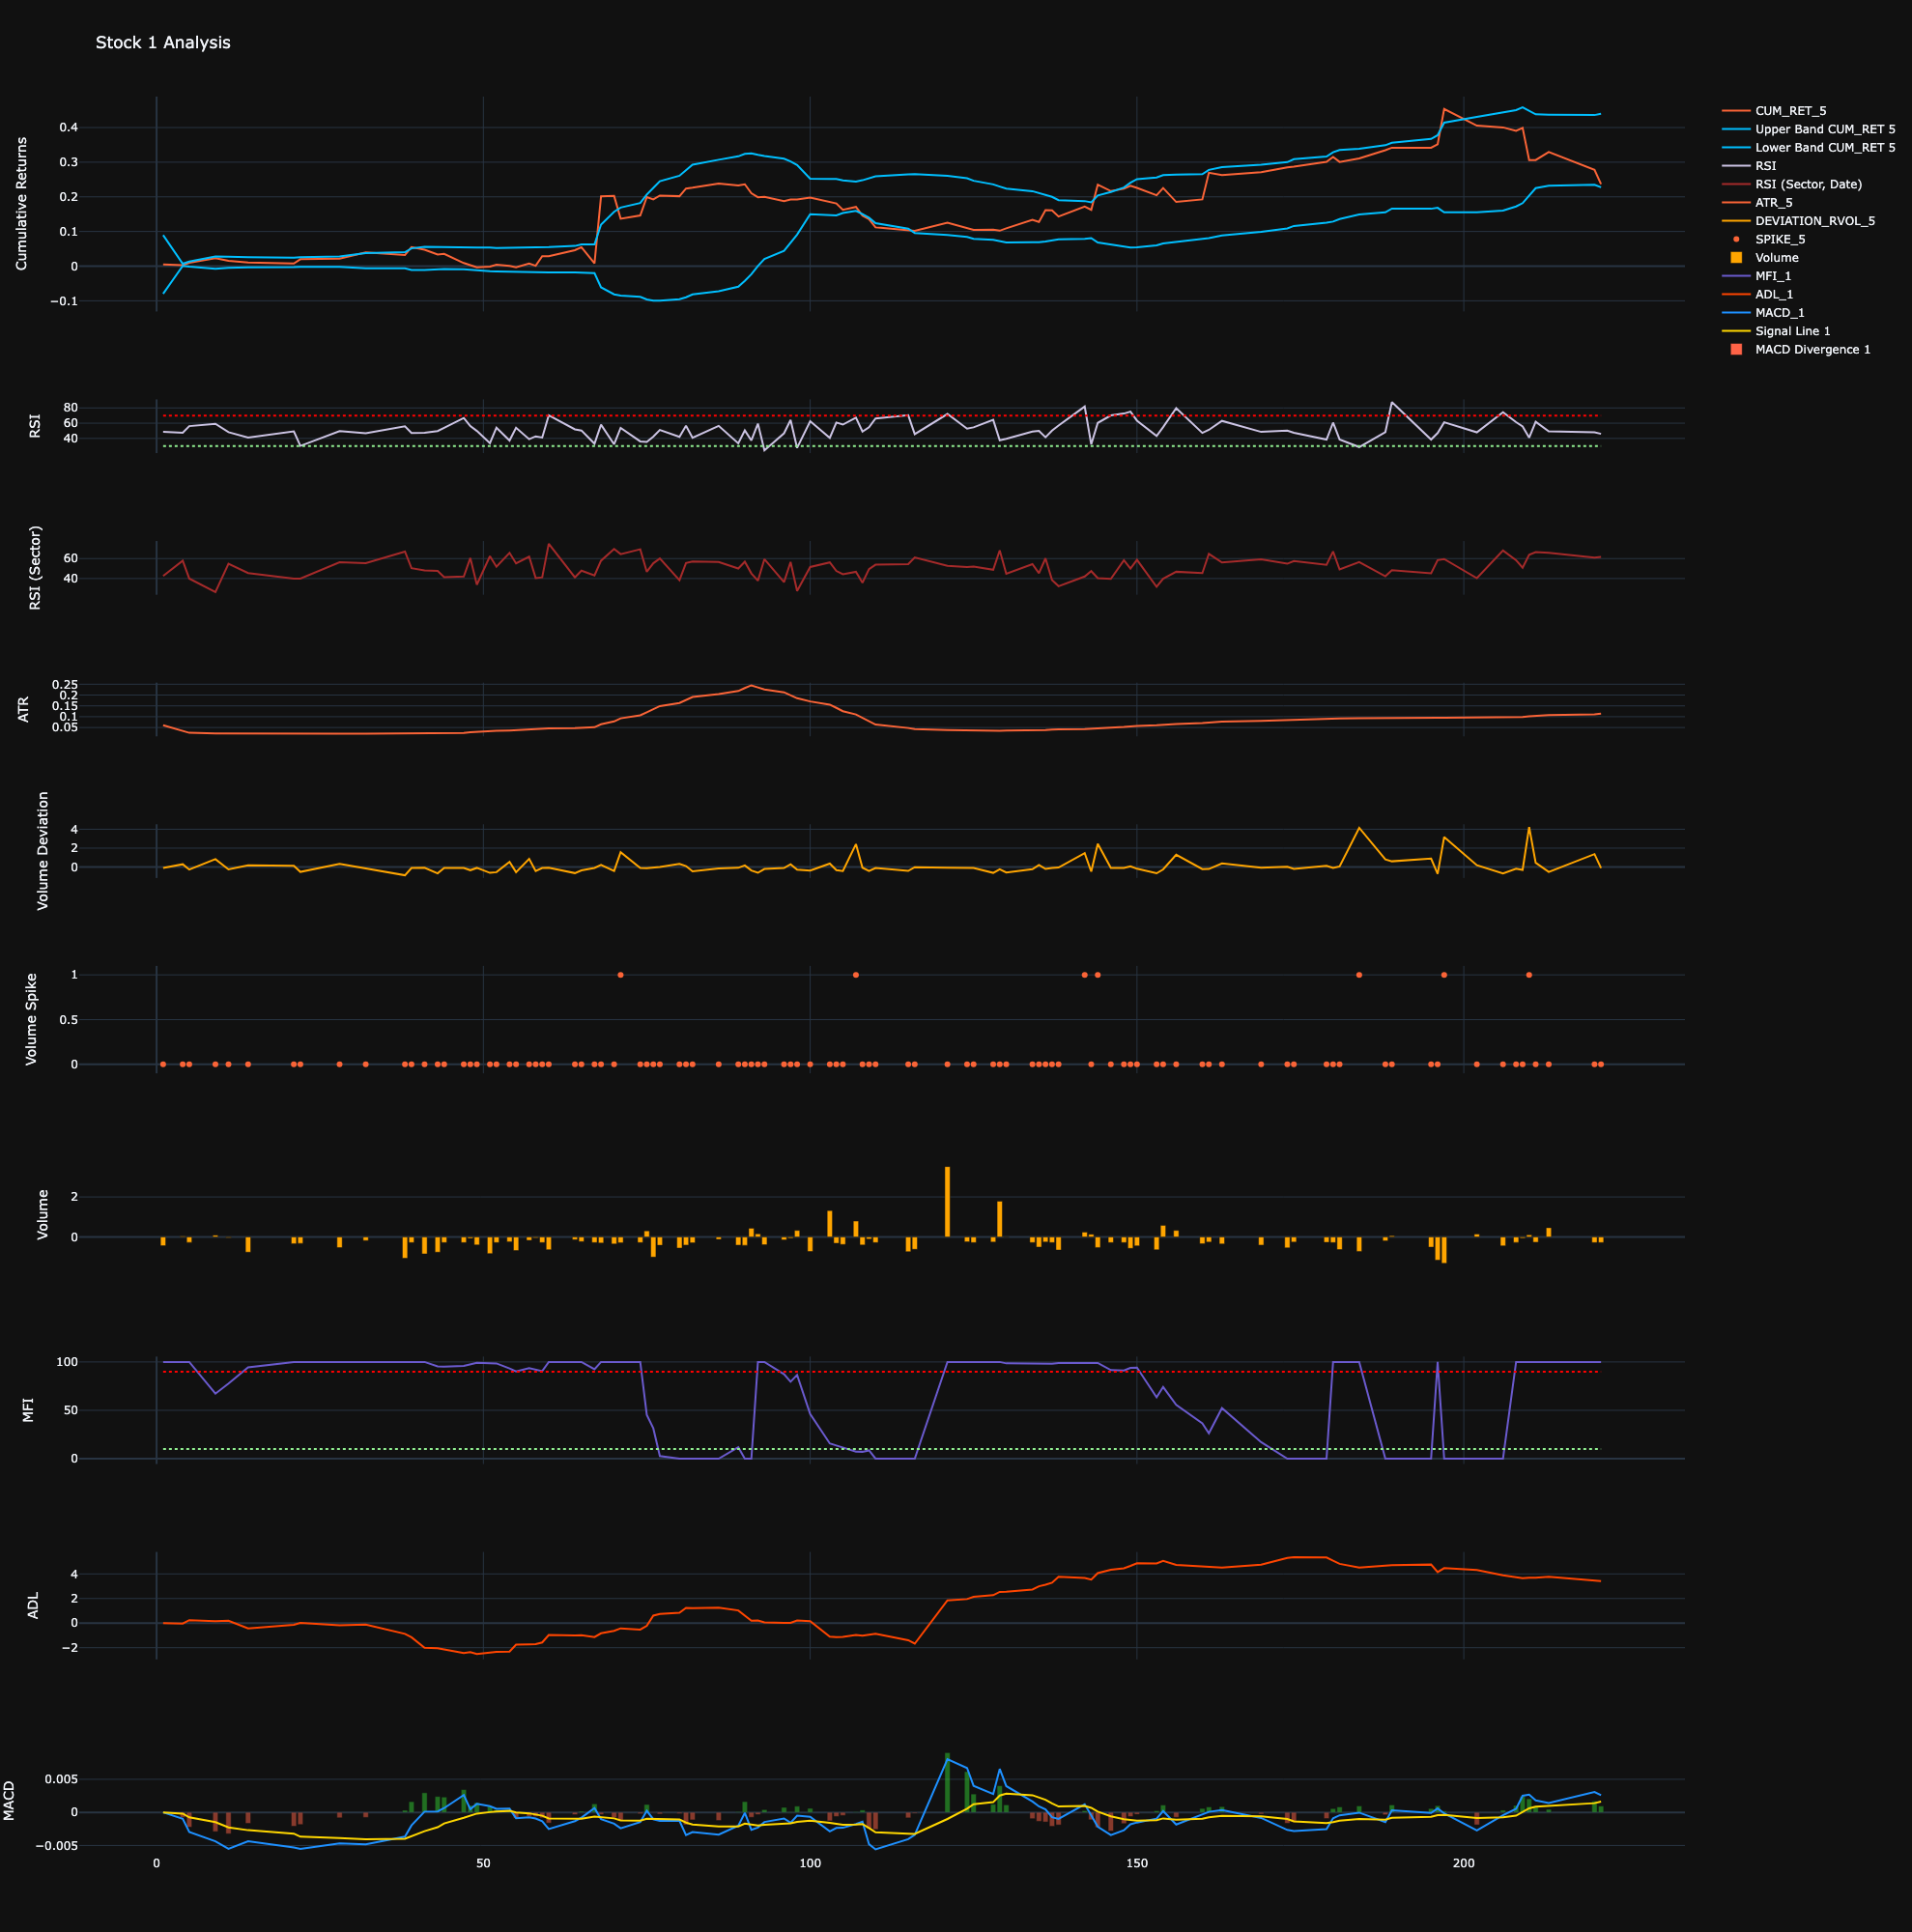 Stock 1 Analysis
CUM_RET_5
Upper Band CUM_RET 5
Lower Band CUM_RET 5
RSI
RSI (Sector, Date)
ATR_5
DEVIATION_RVOL_5
SPIKE_5
Volume
MFI_1
ADL_1
MACD_1
Signal Line 1
MACD Divergence 1
Cumulative Returns
0.4
0.3
0.2
0.1
0
−0.1
RSI
80
60
40
RSI (Sector)
60
40
ATR
0.25
0.2
0.15
0.1
0.05
Volume Deviation
4
2
0
Volume Spike
1
0.5
0
Volume
2
0
MFI
100
50
0
ADL
4
2
0
−2
MACD
0.005
0
−0.005
0 50 100 150 200